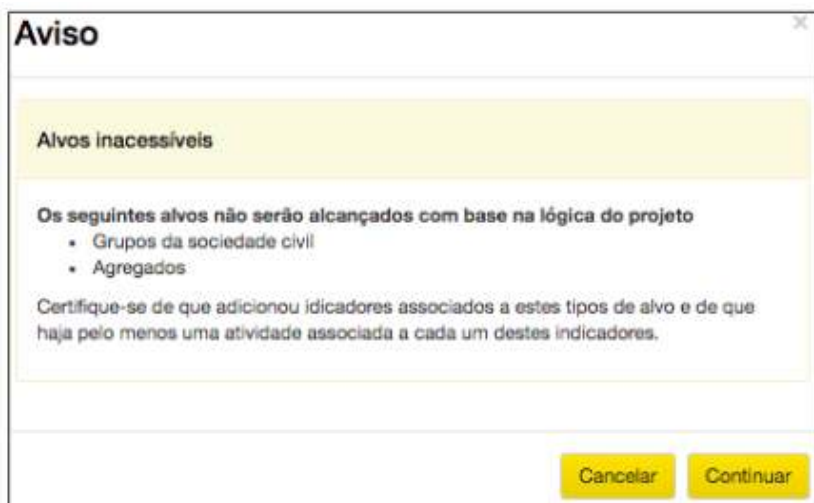 Aviso
×
Alvos inacessíveis
Os seguintes alvos não serão alcançados com base na lógica do projeto
• Grupos da sociedade civil
• Agregados
Certifique-se de que adicionou idicadores associados a estes tipos de alvo e de que
haja pelo menos uma atividade associada a cada um destes indicadores.
Cancelar Continuar